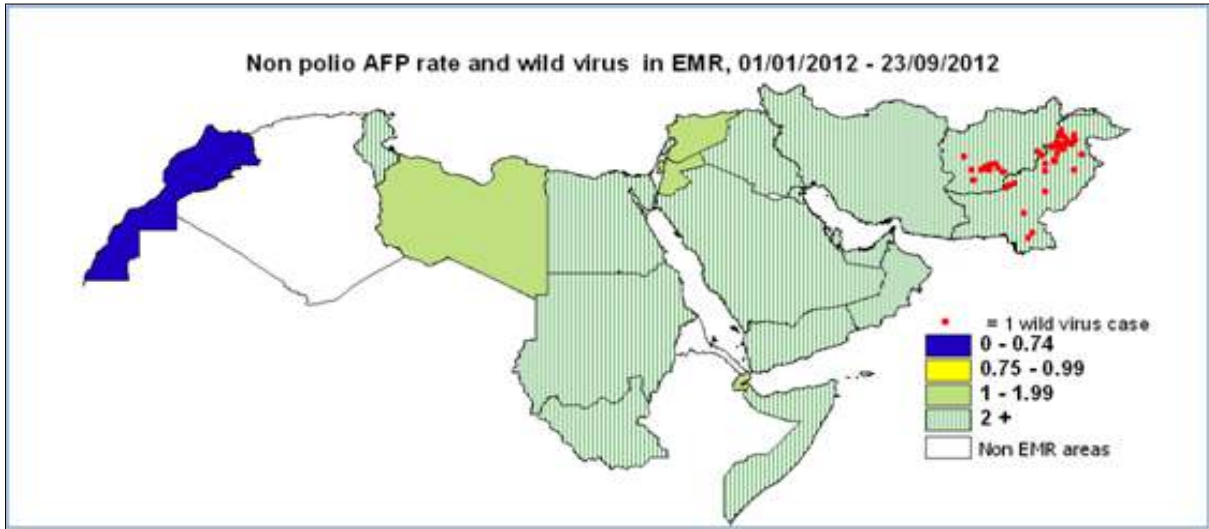 Non polio AFP rate and wild virus in EMR, 01/01/2012 - 23/09/2012
= 1 wild virus case
0 - 0.74
0.75 - 0.99
1 - 1.99
2 +
Non EMR areas